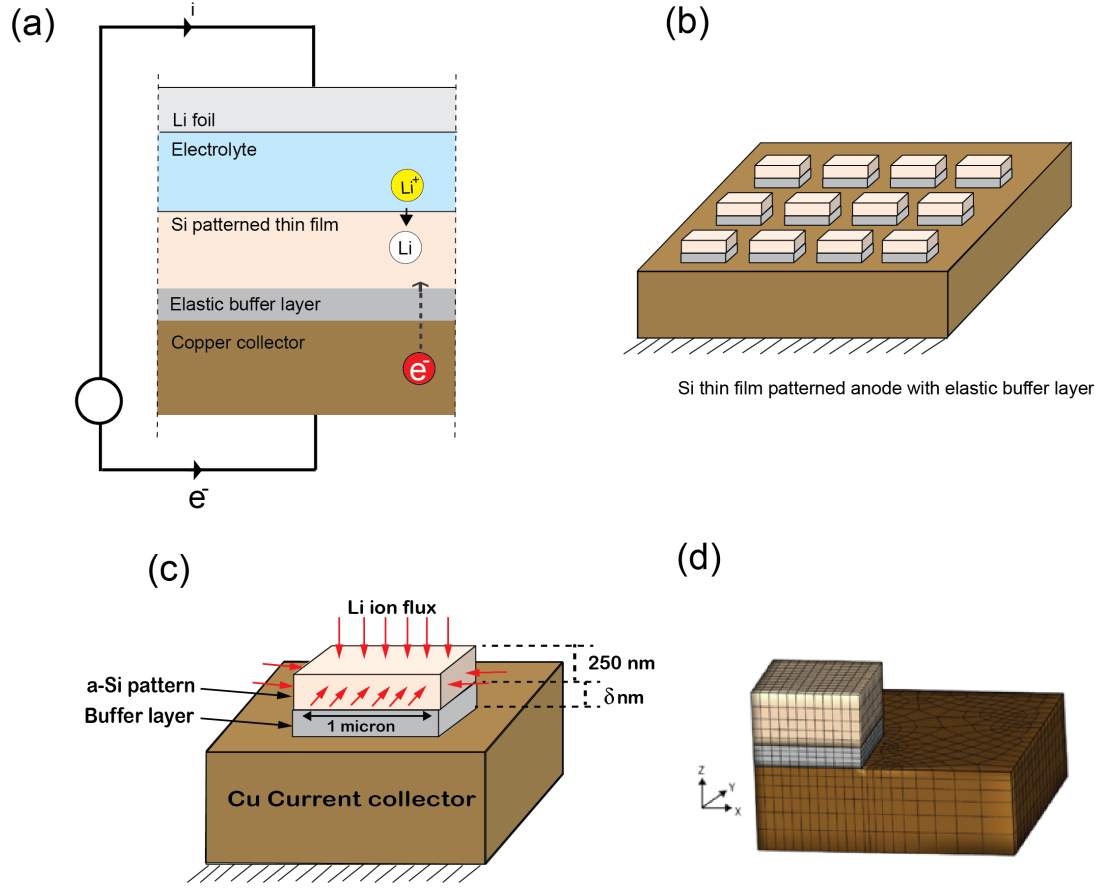 (a)
i
Li foil
Electrolyte
Li+
Si patterned thin film
Li
Elastic buffer layer
Copper collector
e-
e-
(b)
Si thin film patterned anode with elastic buffer layer
(c)
Li ion flux
250 nm
a-Si pattern
δ nm
Buffer layer
1 micron
Cu Current collector
(d)
Z
Y
X